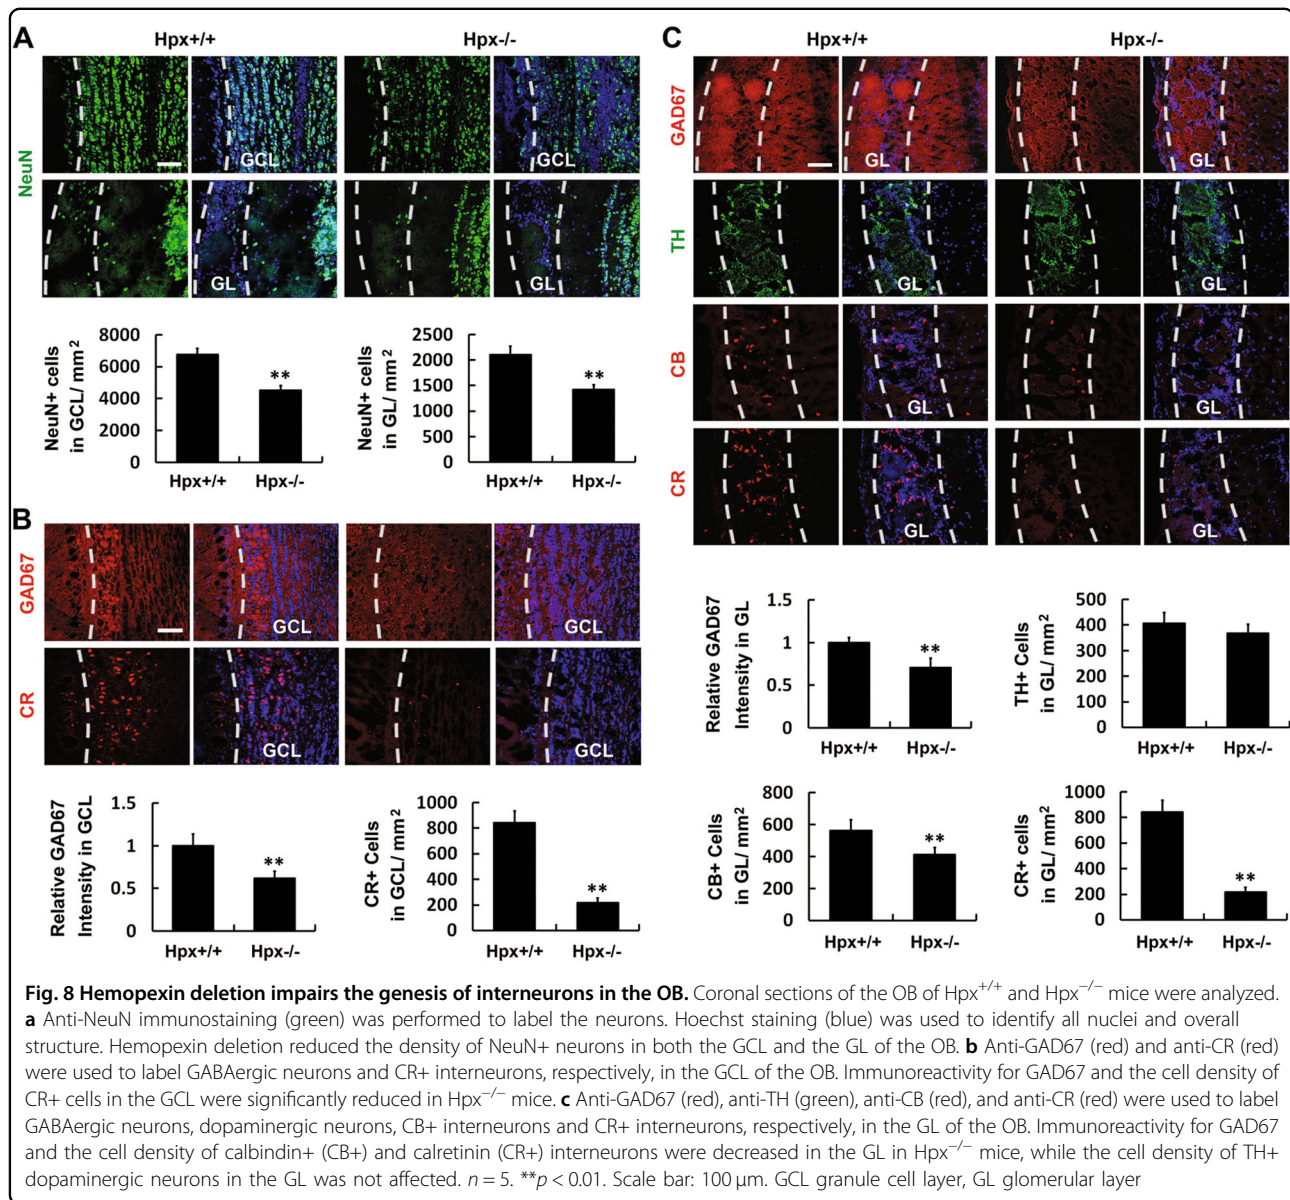 A
Hpx+/+
Hpx-/-
NeuN
GCL
GCL
GL
GL
NeuN+ cells
in GCL/ mm²
8000
6000
4000
2000
0
**
Hpx+/+
Hpx-/-
NeuN+ cells
in GL/ mm²
2500
2000
1500
1000
500
0
**
Hpx+/+
Hpx-/-
B
GAD67
GCL
GCL
CR
GCL
GCL
Relative GAD67
Intensity in GCL
1.5
1
0.5
0
**
Hpx+/+
Hpx-/-
CR+ Cells
in GCL/ mm²
1000
800
600
400
200
0
**
Hpx+/+
Hpx-/-
C
Hpx+/+
Hpx-/-
GAD67
GL
GL
TH
GL
GL
CB
GL
GL
CR
GL
GL
Relative GAD67
Intensity in GL
1.5
1
0.5
0
**
Hpx+/+
Hpx-/-
TH+ Cells
in GL/ mm²
500
400
300
200
100
0
Hpx+/+
Hpx-/-
CB+ Cells
in GL/ mm²
800
600
400
200
0
**
Hpx+/+
Hpx-/-
CR+ cells
in GL/ mm²
1000
800
600
400
200
0
**
Hpx+/+
Hpx-/-
Fig. 8 Hemopexin deletion impairs the genesis of interneurons in the OB. Coronal sections of the OB of Hpx⁺/⁺ and Hpx⁻/⁻ mice were analyzed.
a Anti-NeuN immunostaining (green) was performed to label the neurons. Hoechst staining (blue) was used to identify all nuclei and overall
structure. Hemopexin deletion reduced the density of NeuN+ neurons in both the GCL and the GL of the OB. b Anti-GAD67 (red) and anti-CR (red)
were used to label GABAergic neurons and CR+ interneurons, respectively, in the GCL of the OB. Immunoreactivity for GAD67 and the cell density of
CR+ cells in the GCL were significantly reduced in Hpx⁻/⁻ mice. c Anti-GAD67 (red), anti-TH (green), anti-CB (red), and anti-CR (red) were used to label
GABAergic neurons, dopaminergic neurons, CB+ interneurons and CR+ interneurons, respectively, in the GL of the OB. Immunoreactivity for GAD67
and the cell density of calbindin+ (CB+) and calretinin (CR+) interneurons were decreased in the GL in Hpx⁻/⁻ mice, while the cell density of TH+
dopaminergic neurons in the GL was not affected. n = 5. **p < 0.01. Scale bar: 100 μm. GCL granule cell layer, GL glomerular layer